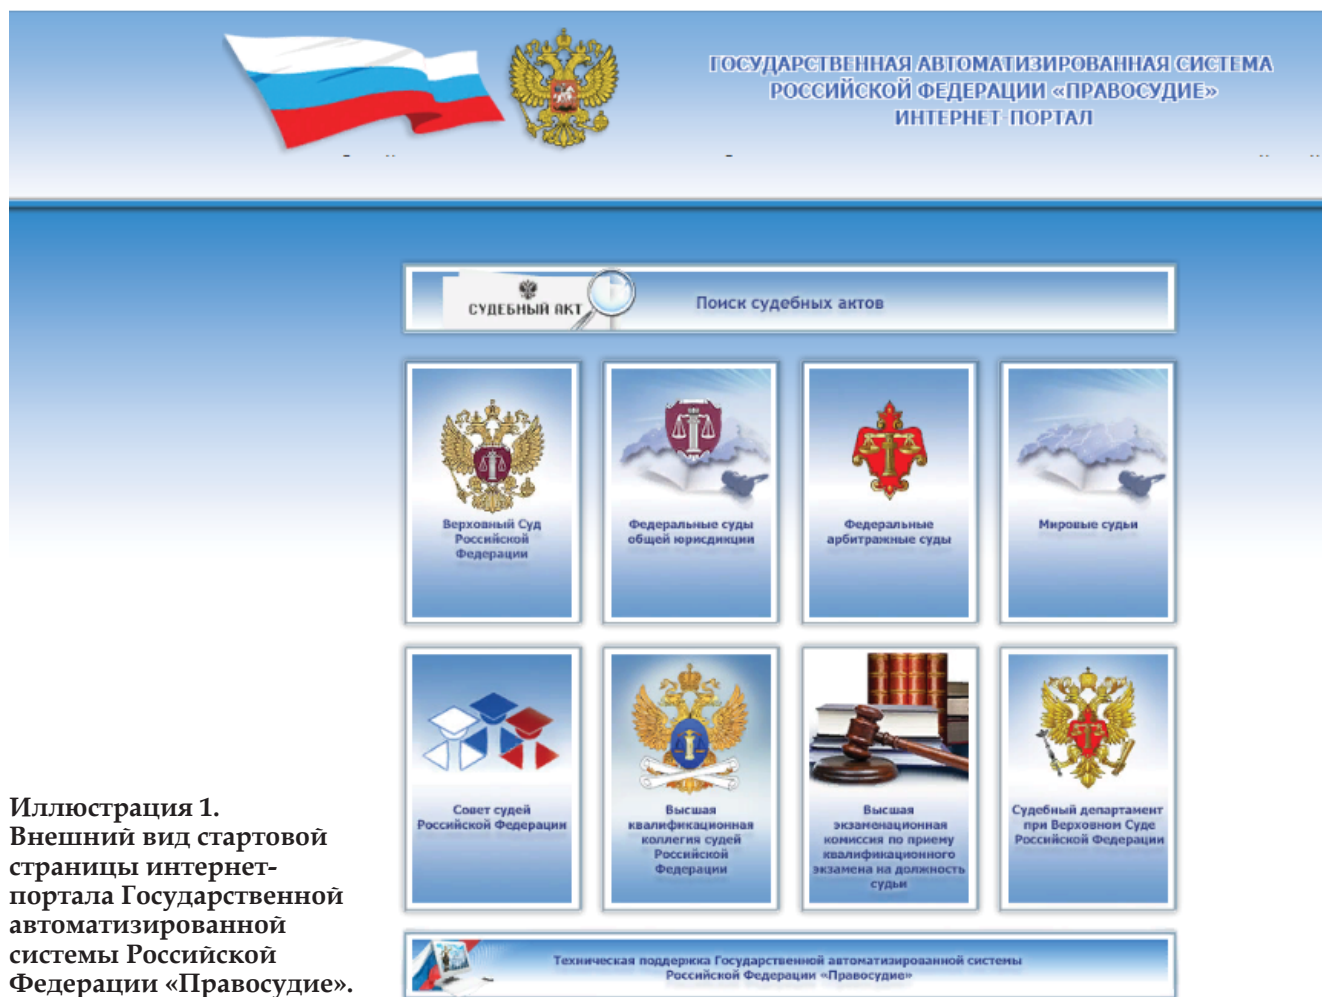 ГОСУДАРСТВЕННАЯ АВТОМАТИЗИРОВАННАЯ СИСТЕМА
РОССИЙСКОЙ ФЕДЕРАЦИИ «ПРАВОСУДИЕ»
ИНТЕРНЕТ-ПОРТАЛ
СУДЕБНЫЙ АКТ
Поиск судебных актов
Верховный Суд
Российской
Федерации
Федеральные суды
общей юрисдикции
Федеральные
арбитражные суды
Мировые судьи
Совет судей
Российской Федерации
Высшая
квалификационная
коллегия судей
Российской
Федерации
Высшая
экзаменационная
комиссия по приему
квалификационного
экзамена на должность
судьи
Судебный департамент
при Верховном Суде
Российской Федерации
Техническая поддержка Государственной автоматизированной системы
Российской Федерации «Правосудие»
Иллюстрация 1.
Внешний вид стартовой
страницы интернет-
портала Государственной
автоматизированной
системы Российской
Федерации «Правосудие».